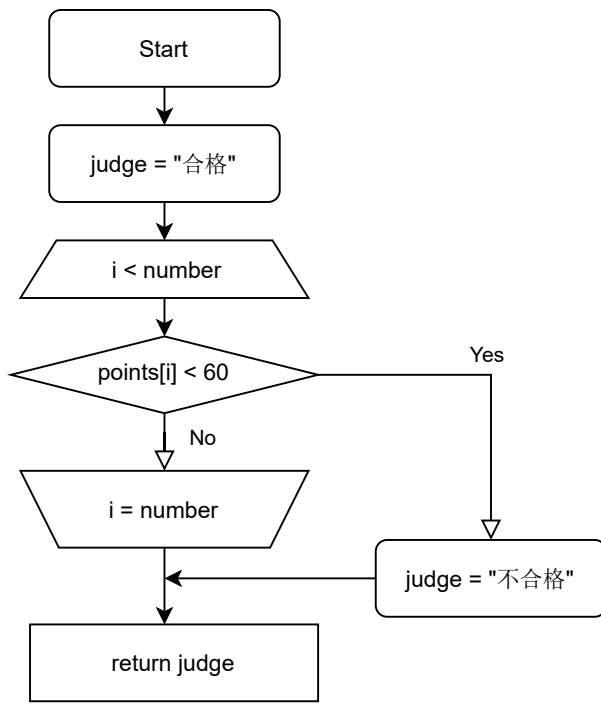 Start
judge = "合格"
i < number
points[i] < 60
Yes
No
i = number
judge = "不合格"
return judge